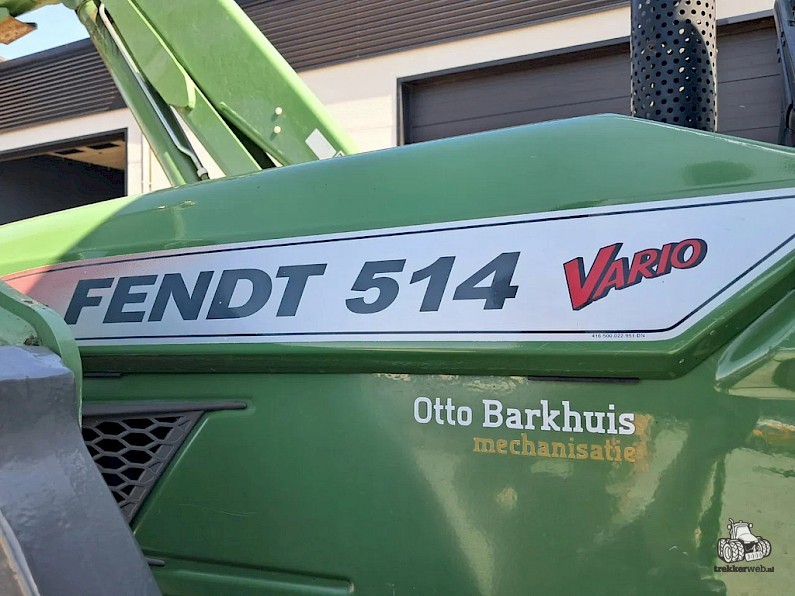 FENDT 514 VARIO
Otto Barkhuis
mechanisatie
trekkerweb.nl